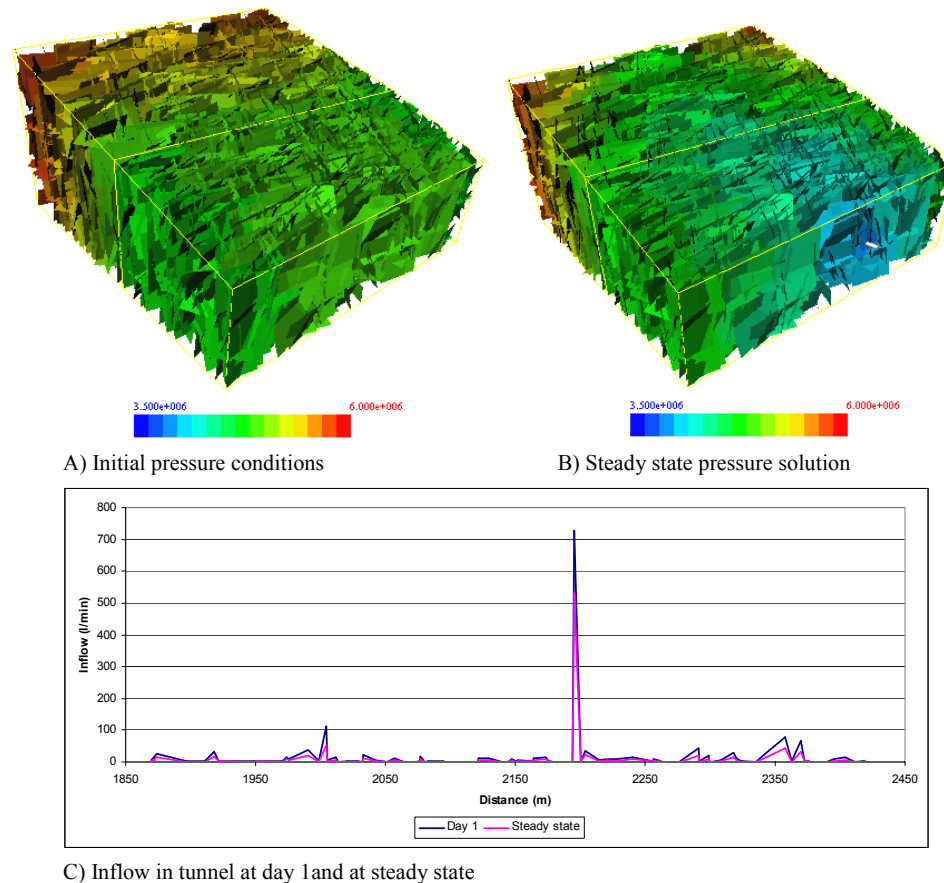 3.500e+006 6.000e+006
3.500e+006 6.000e+006
A) Initial pressure conditions
B) Steady state pressure solution
800
700
600
500
400
300
200
100
0
Inflow (l/min)
1850 1950 2050 2150 2250 2350 2450
Distance (m)
Day 1 Steady state
C) Inflow in tunnel at day 1and at steady state